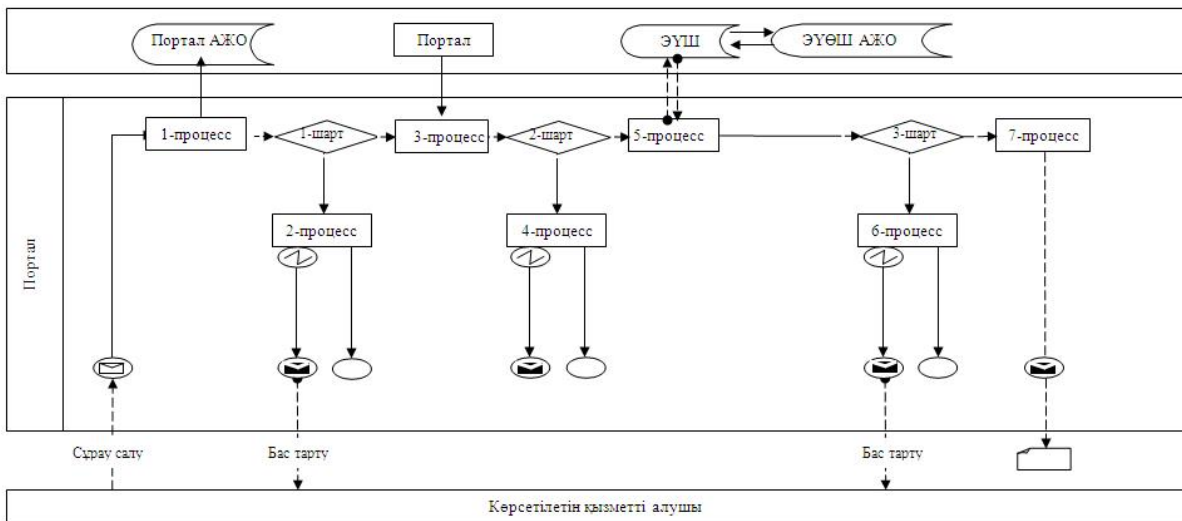 Портал АЖО
Портал
ЭҮШ
ЭҮӨШ АЖО
1-процесс
1-шарт
3-процесс
2-шарт
5-процесс
3-шарт
7-процесс
2-процесс
4-процесс
6-процесс
Портал
Сұрау салу
Бас тарту
Бас тарту
Көрсетілетін қызметті алушы